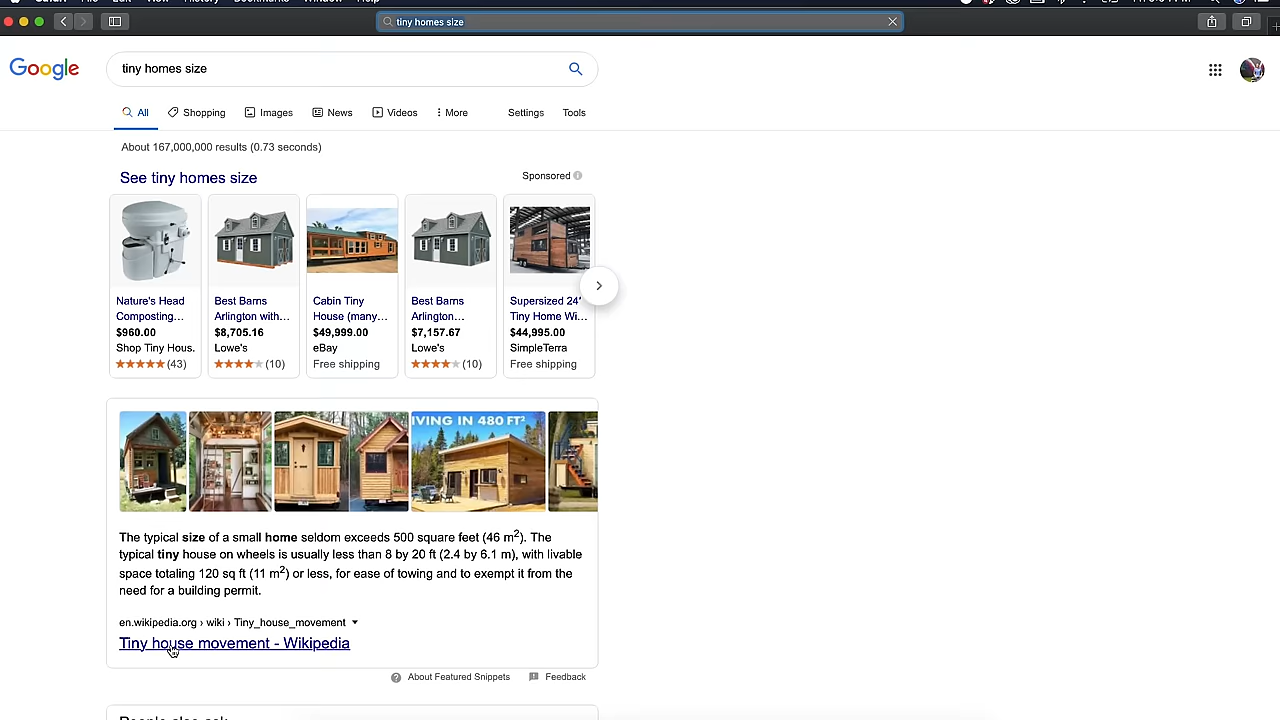 tiny homes size
Google
tiny homes size
All Shopping Images News Videos More Settings Tools
About 167,000,000 results (0.73 seconds)
See tiny homes size
Sponsored
Nature's Head
Composting...
$960.00
Shop Tiny Hous.
(43)
Best Barns
Arlington with...
$8,705.16
Lowe's
(10)
Cabin Tiny
House (many...
$49,999.00
eBay
Free shipping
Best Barns
Arlington...
$7,157.67
Lowe's
(10)
Supersized 24'
Tiny Home Wi...
$44,995.00
SimpleTerra
Free shipping
IVING IN 480 FT²
The typical size of a small home seldom exceeds 500 square feet (46 m²). The
typical tiny house on wheels is usually less than 8 by 20 ft (2.4 by 6.1 m), with livable
space totaling 120 sq ft (11 m²) or less, for ease of towing and to exempt it from the
need for a building permit.
en.wikipedia.org › wiki › Tiny_house_movement
Tiny house movement - Wikipedia
About Featured Snippets Feedback
People also ask